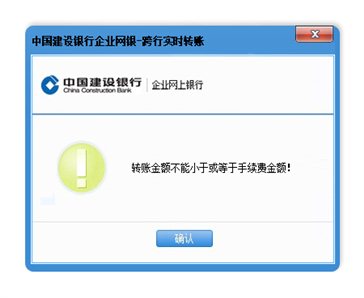 中国建设银行企业网银-跨行实时转账
中国建设银行 企业网上银行
China Construction Bank
转账金额不能小于或等于手续费金额!
确认